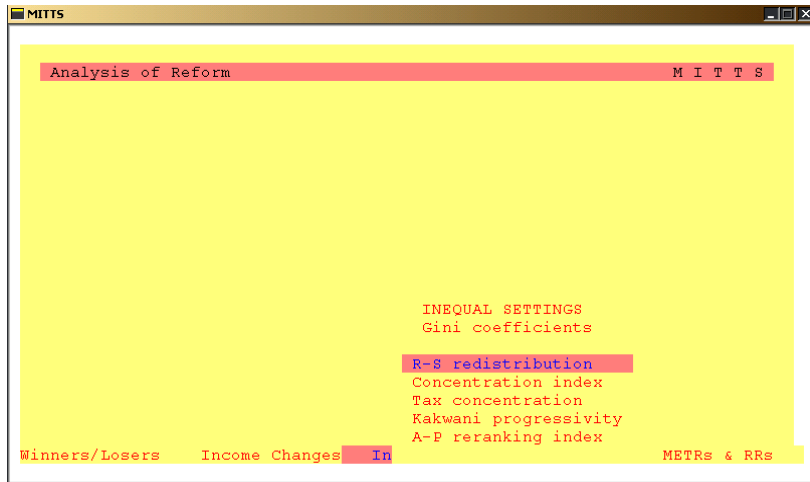 MITTS
Analysis of Reform M I T T S
INEQUAL SETTINGS
Gini coefficients
R-S redistribution
Concentration index
Tax concentration
Kakwani progressivity
A-P reranking index
Winners/Losers Income Changes In METRs & RRs